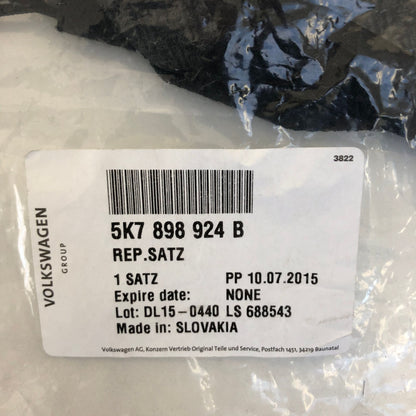 3822
VOLKSWAGEN
GROUP
5K7 898 924 B
REP.SATZ
1 SATZ PP 10.07.2015
Expire date: NONE
Lot: DL15-0440 LS 688543
Made in: SLOVAKIA
Volkswagen AG, Konzern Vertrieb Original Teile und Service, Postfach 1451, 34219 Baunatal